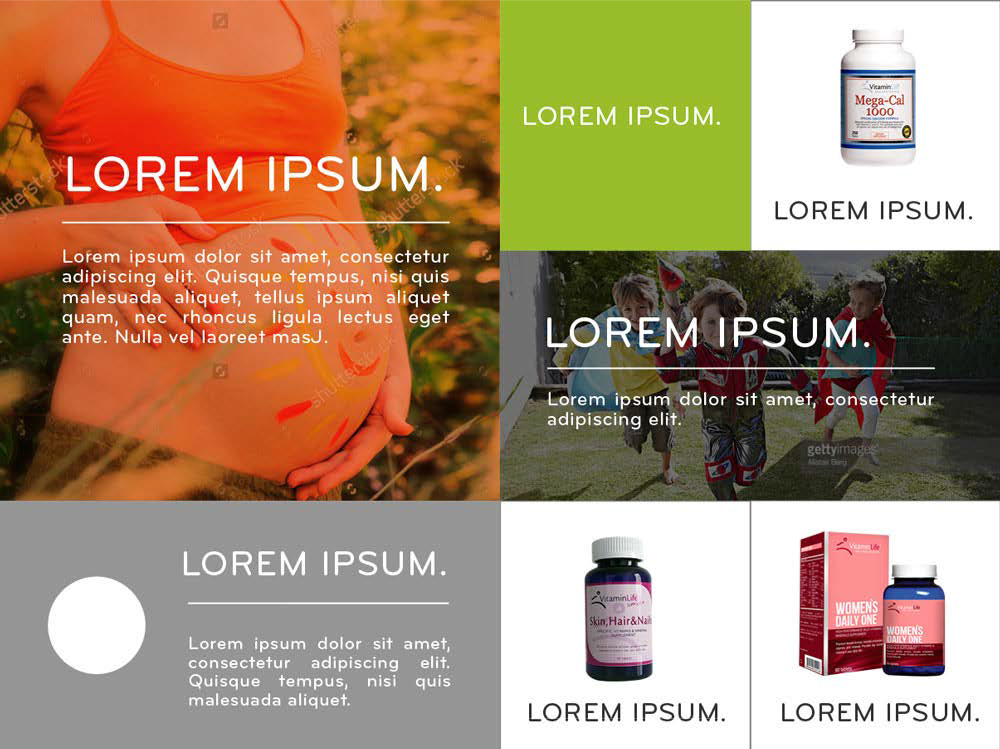 LOREM IPSUM.
Lorem ipsum dolor sit amet, consectetur
adipiscing elit. Quisque tempus, nisi quis
malesuada aliquet, tellus ipsum aliquet
quam, nec rhoncus ligula lectus eget
ante. Nulla vel laoreet masJ.
shutterstock
LOREM IPSUM.
VitaminLife
Mega-Cal
1000
LOREM IPSUM.
LOREM IPSUM.
Lorem ipsum dolor sit amet, consectetur
adipiscing elit.
gettyimages
Alistair Berg
LOREM IPSUM.
Lorem ipsum dolor sit amet,
consectetur adipiscing elit.
Quisque tempus, nisi quis
malesuada aliquet.
VitaminLife
Skin,Hair&Nails
LOREM IPSUM.
VitaminLife
WOMEN'S
DAILY ONE
VitaminLife
WOMEN'S
DAILY ONE
LOREM IPSUM.